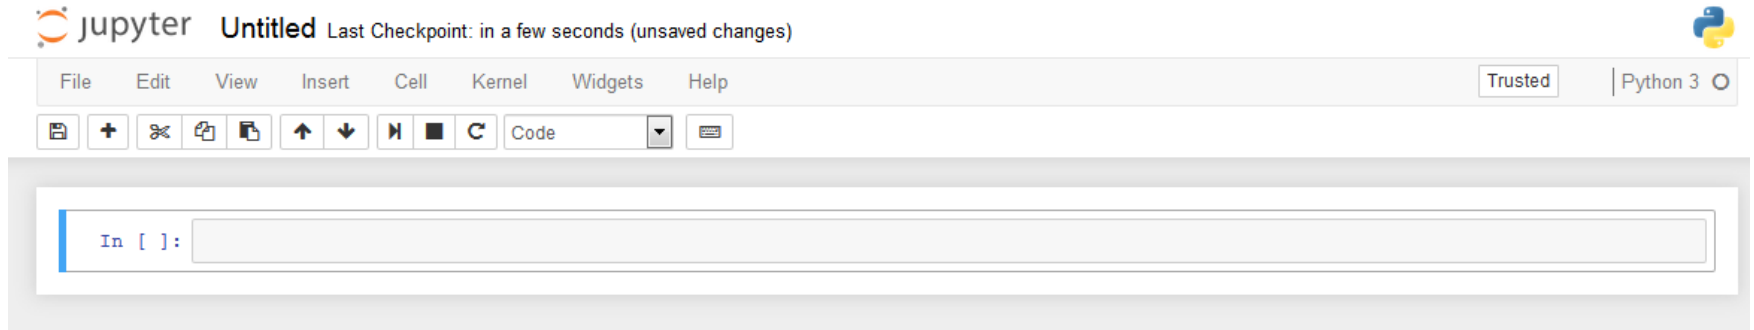 jupyter Untitled Last Checkpoint: in a few seconds (unsaved changes)
File Edit View Insert Cell Kernel Widgets Help Trusted Python 3
Code
In [ ]: